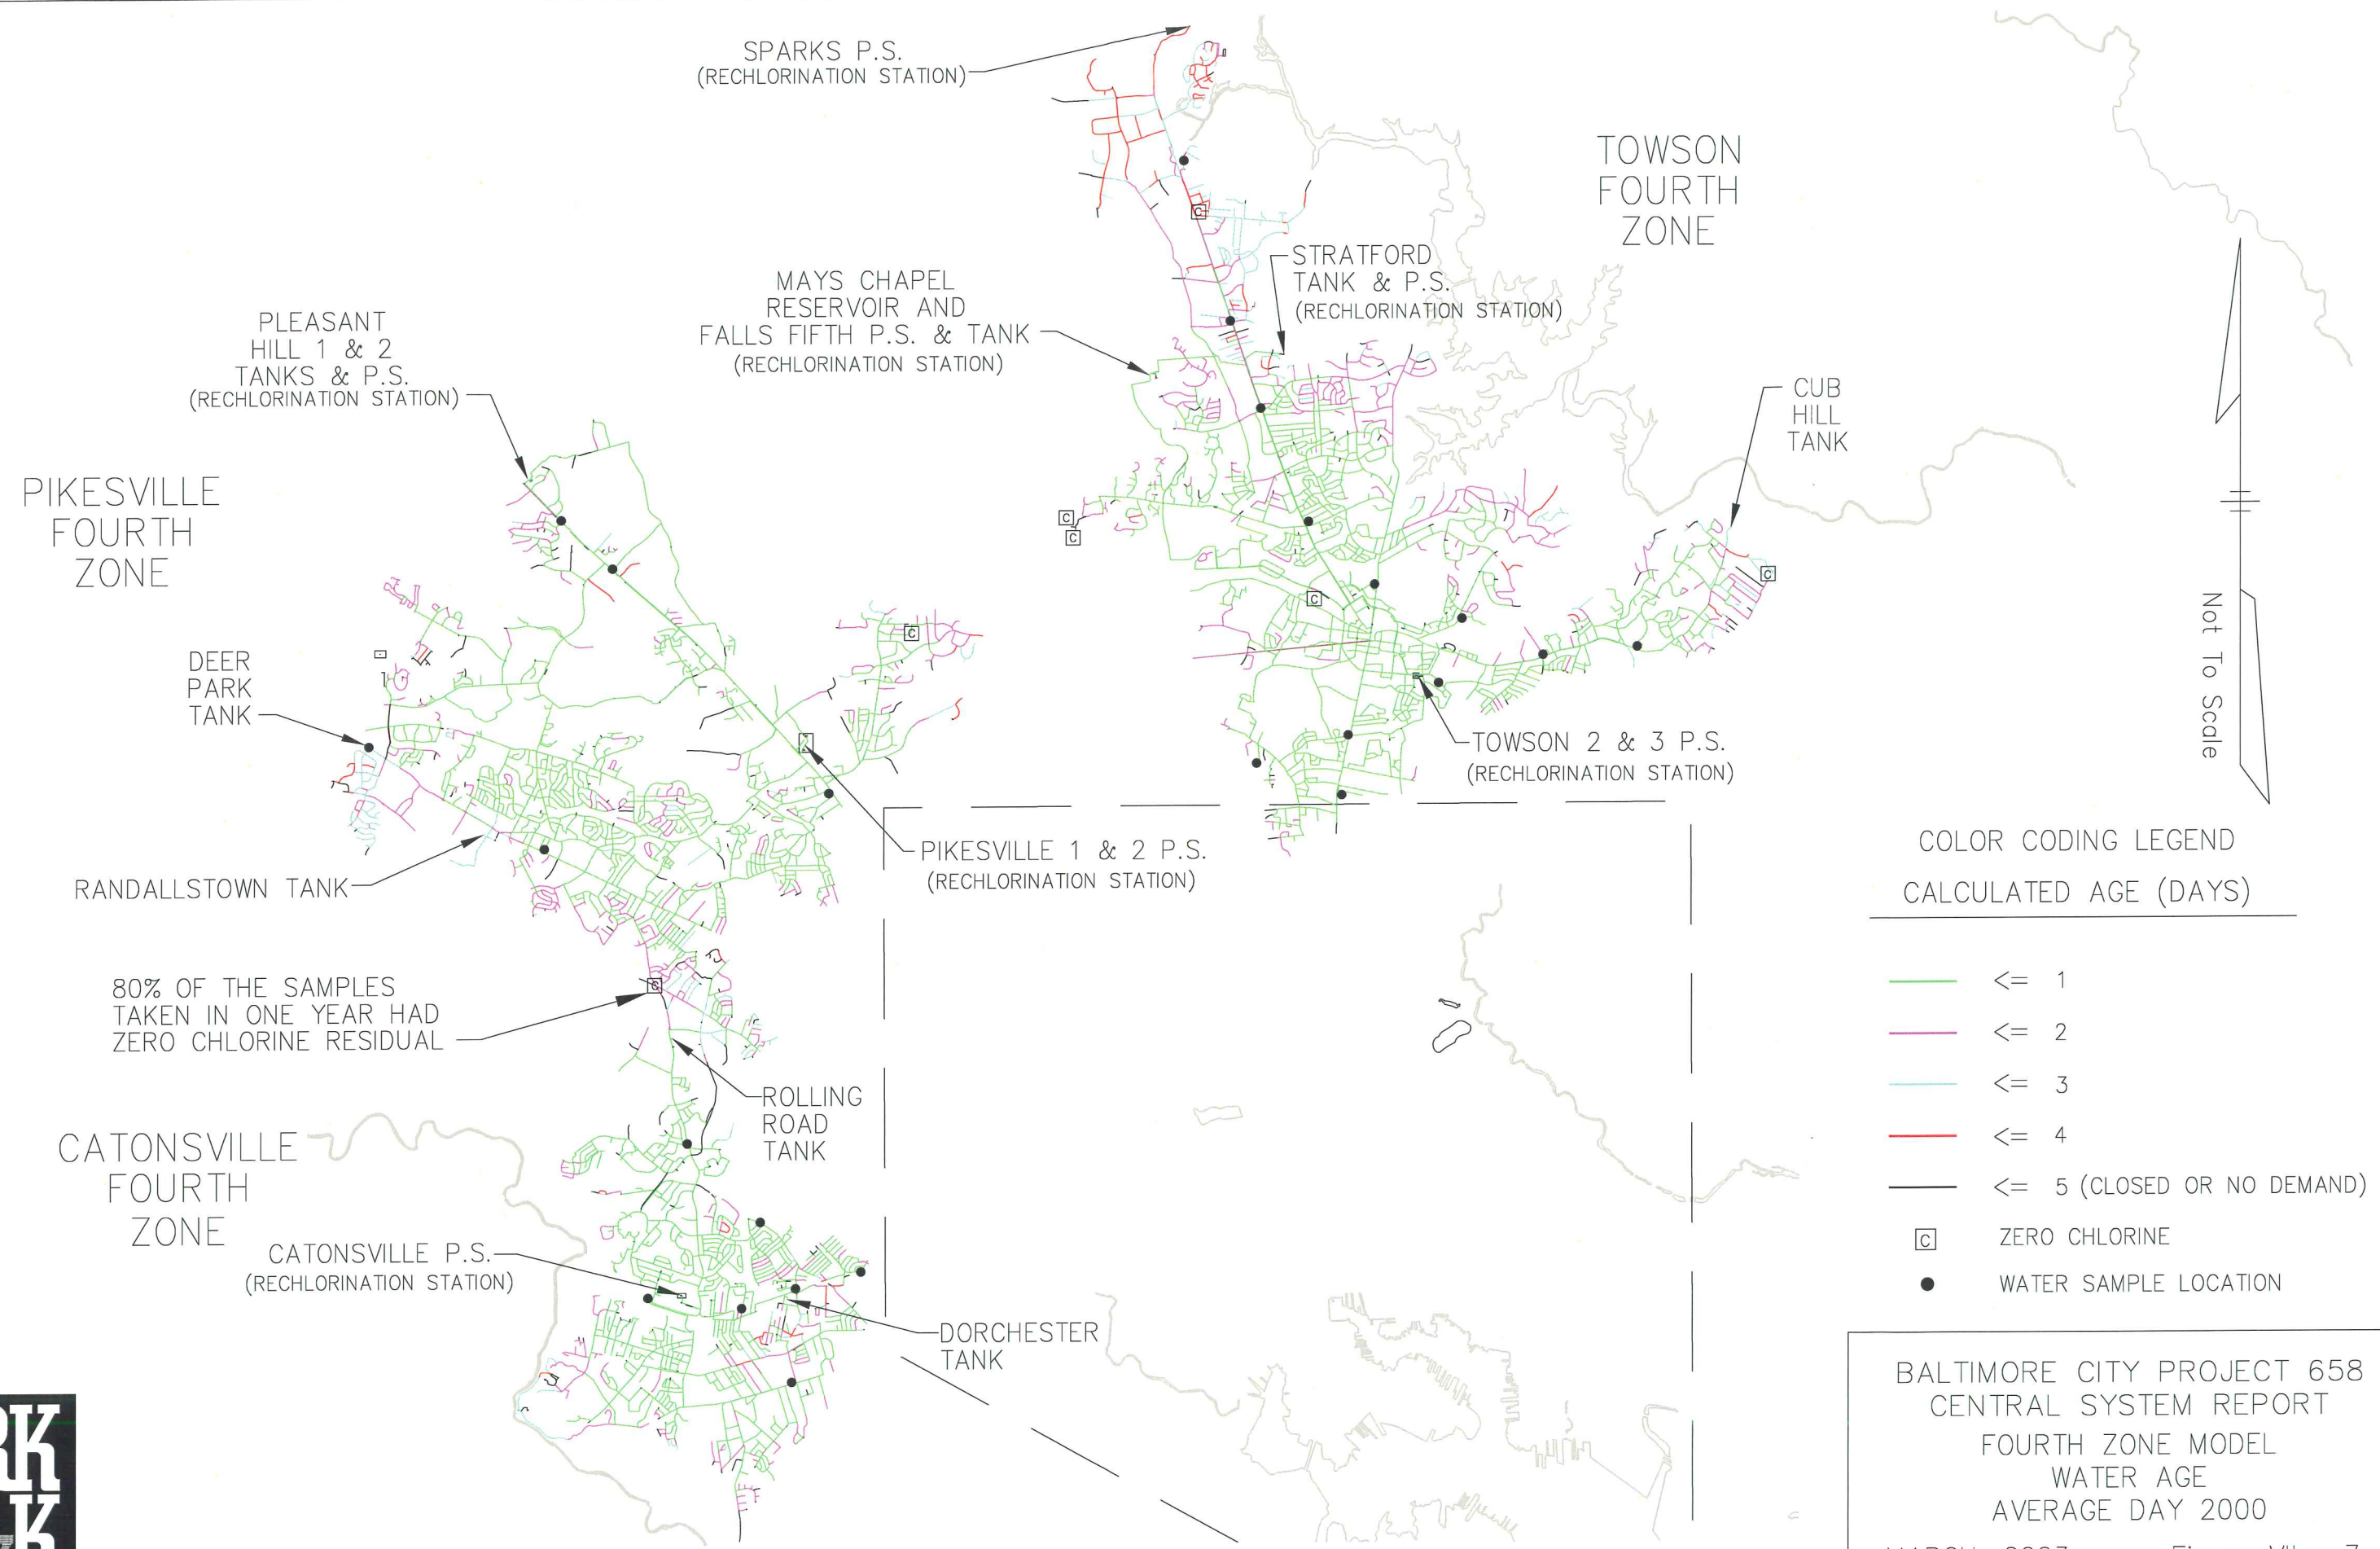 SPARKS P.S.
(RECHLORINATION STATION)
TOWSON
FOURTH
ZONE
STRATFORD
TANK & P.S.
(RECHLORINATION STATION)
MAYS CHAPEL
RESERVOIR AND
FALLS FIFTH P.S. & TANK
(RECHLORINATION STATION)
PLEASANT
HILL 1 & 2
TANKS & P.S.
(RECHLORINATION STATION)
CUB
HILL
TANK
PIKESVILLE
FOURTH
ZONE
C
C
C
C
C
C
Not To Scale
DEER
PARK
TANK
TOWSON 2 & 3 P.S.
(RECHLORINATION STATION)
PIKESVILLE 1 & 2 P.S.
(RECHLORINATION STATION)
RANDALLSTOWN TANK
80% OF THE SAMPLES
TAKEN IN ONE YEAR HAD
ZERO CHLORINE RESIDUAL
C
ROLLING
ROAD
TANK
CATONSVILLE
FOURTH
ZONE
CATONSVILLE P.S.
(RECHLORINATION STATION)
DORCHESTER
TANK
COLOR CODING LEGEND
CALCULATED AGE (DAYS)
<= 1
<= 2
<= 3
<= 4
<= 5 (CLOSED OR NO DEMAND)
C ZERO CHLORINE
WATER SAMPLE LOCATION
BALTIMORE CITY PROJECT 658
CENTRAL SYSTEM REPORT
FOURTH ZONE MODEL
WATER AGE
AVERAGE DAY 2000